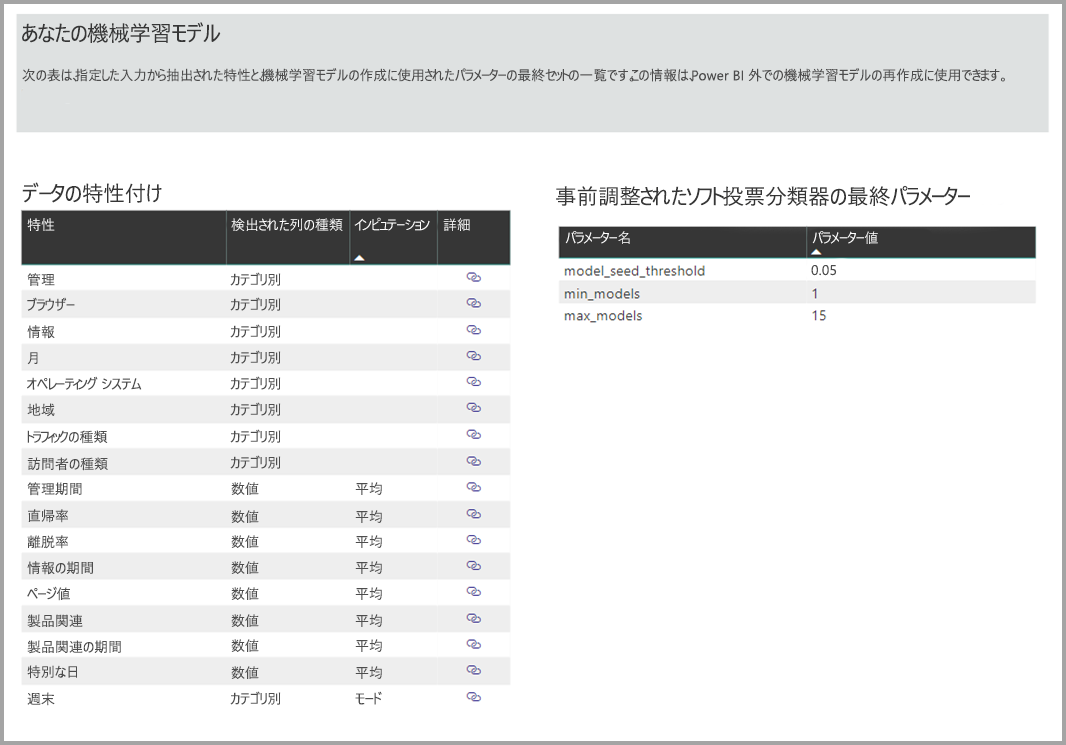 あなたの機械学習モデル
次の表は、指定した入力から抽出された特性と、機械学習モデルの作成に使用されたパラメーターの最終セットの一覧です。この情報は、Power BI 外での機械学習モデルの再作成に使用できます。
データの特性付け
特性 検出された列の種類 インピュテーション 詳細
管理 カテゴリ別
ブラウザー カテゴリ別
情報 カテゴリ別
月 カテゴリ別
オペレーティング システム カテゴリ別
地域 カテゴリ別
トラフィックの種類 カテゴリ別
訪問者の種類 カテゴリ別
管理期間 数値 平均
直帰率 数値 平均
離脱率 数値 平均
情報の期間 数値 平均
ページ値 数値 平均
製品関連 数値 平均
製品関連の期間 数値 平均
特別な日 数値 平均
週末 カテゴリ別 モード
事前調整されたソフト投票分類器の最終パラメーター
パラメーター名 パラメーター値
model_seed_threshold 0.05
min_models 1
max_models 15